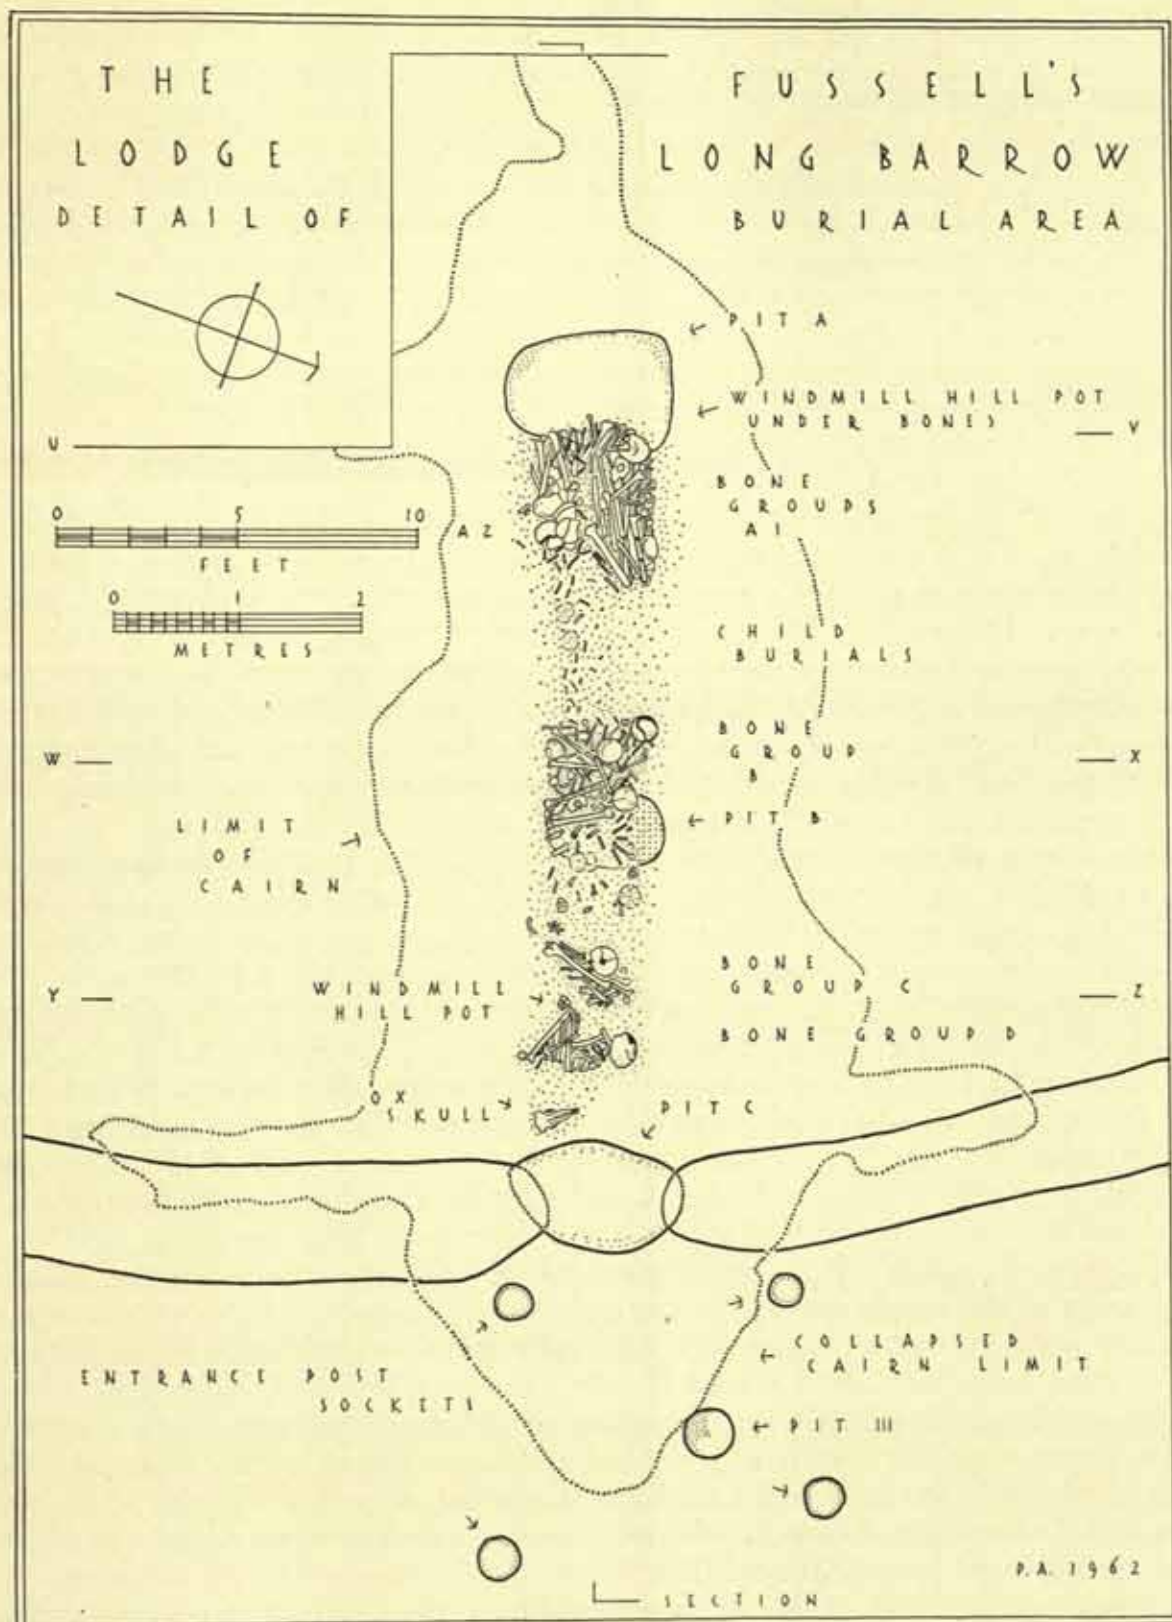 THE FUSSELL'S
LODGE LONG BARROW
DETAIL OF BURIAL AREA
PIT A
WINDMILL HILL POT
UNDER BONES
U
V
BONE
GROUPS
A1
A2
0 5 10
FEET
0 1 2
METRES
CHILD
BURIALS
BONE
GROUP
B
W
X
PIT B
LIMIT
OF
CAIRN
BONE
GROUP C
WINDMILL
HILL POT
Y
Z
BONE GROUP D
OX
SKULL
PIT C
COLLAPSED
CAIRN LIMIT
ENTRANCE POST
SOCKETS
PIT III
P.A. 1962
SECTION